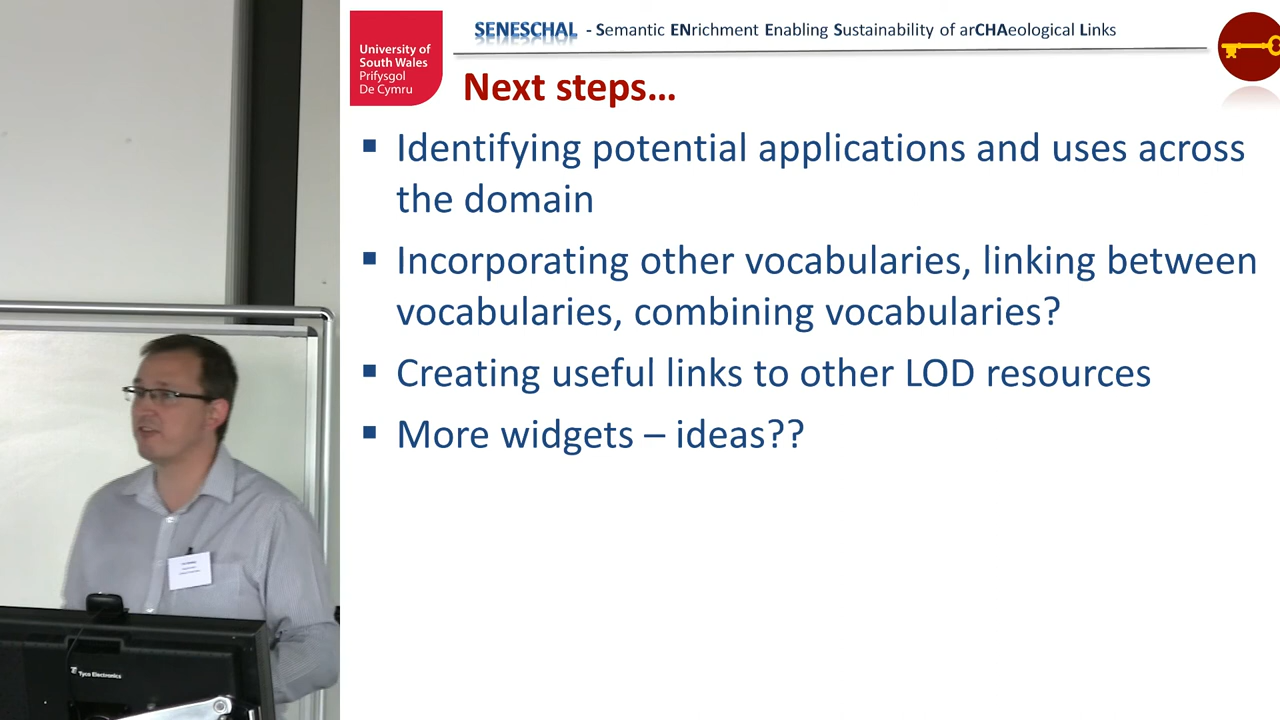 University of
South Wales
Prifysgol
De Cymru
SENESCHAL - Semantic ENrichment Enabling Sustainability of arCHAeological Links
Next steps...
▪ Identifying potential applications and uses across
the domain
▪ Incorporating other vocabularies, linking between
vocabularies, combining vocabularies?
▪ Creating useful links to other LOD resources
▪ More widgets – ideas??
Tyco Electronics